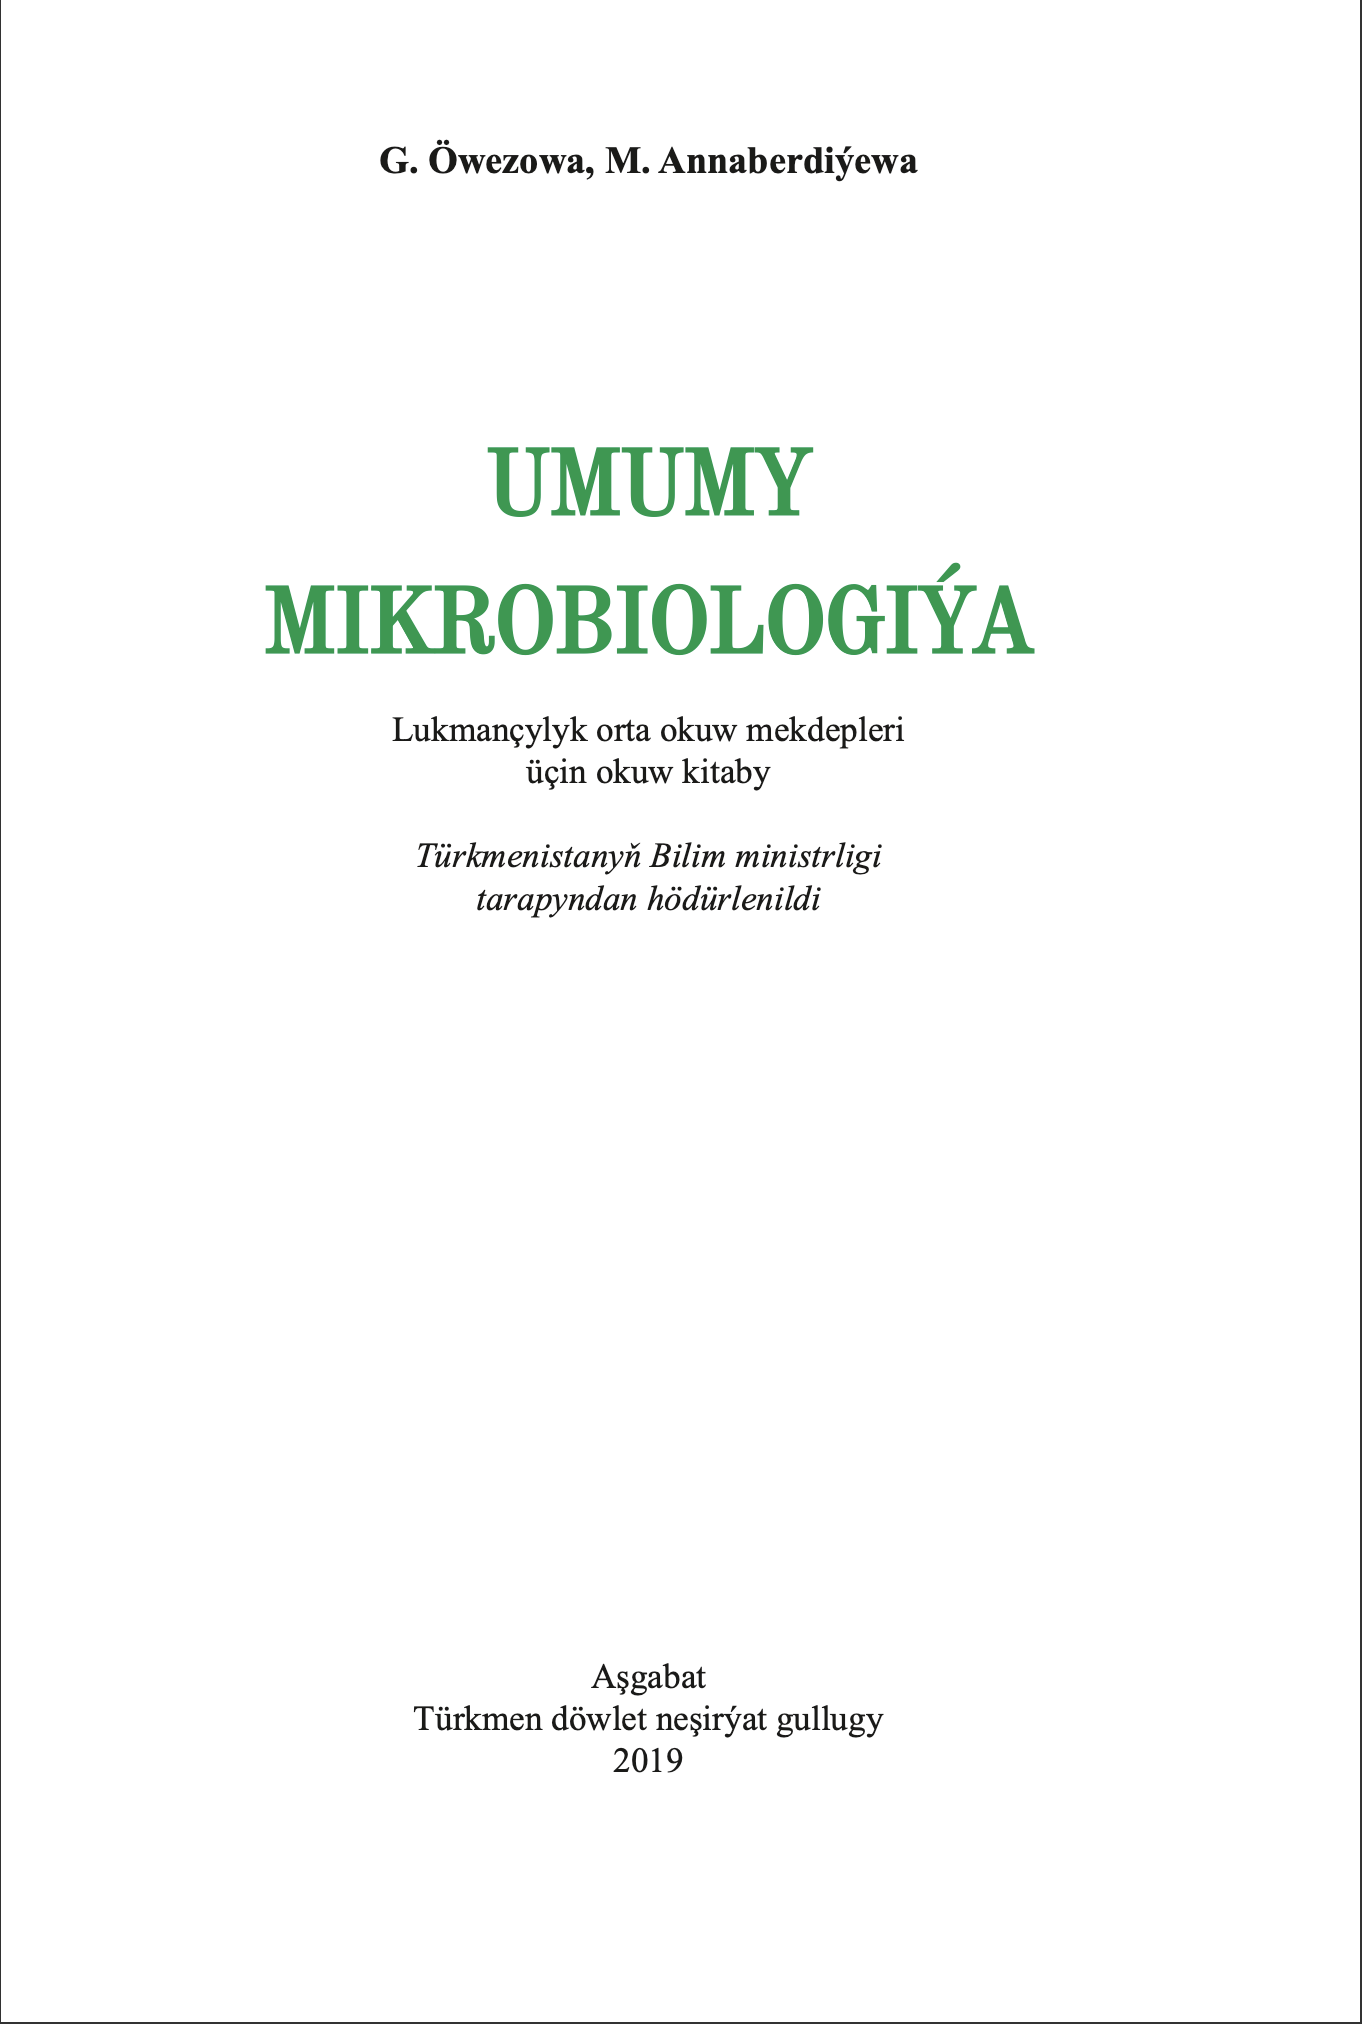 G. Öwezowa, M. Annaberdiýewa
UMUMY
MIKROBIOLOGIÝA
Lukmançylyk orta okuw mekdepleri
üçin okuw kitaby
Türkmenistanyň Bilim ministrligi
tarapyndan hödürlenildi
Aşgabat
Türkmen döwlet neşirýat gullugy
2019